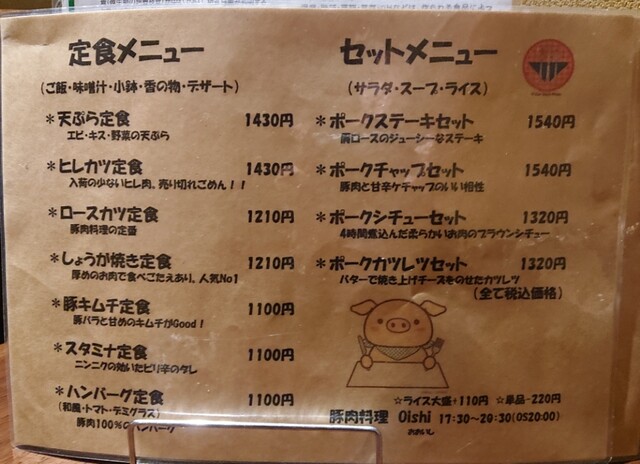 定食メニュー
(ご飯・味噌汁・小鉢・香の物・デザート)
*天ぷら定食 1430円
エビ・キス・野菜の天ぷら
*ヒレカツ定食 1430円
入荷の少ないヒレ肉、売り切れごめん!!
*ロースカツ定食 1210円
豚肉料理の定番
*しょうが焼き定食 1210円
厚めのお肉で食べごたえあり、人気No1
*豚キムチ定食 1100円
豚バラと甘めのキムチがGood!
*スタミナ定食 1100円
ニンニクの効いたピリ辛のタレ
*ハンバーグ定食 1100円
(和風・トマト・デミグラス)
豚肉100%のハンバーグ
セットメニュー
(サラダ・スープ・ライス)
*ポークステーキセット 1540円
肩ロースのジューシーなステーキ
*ポークチャップセット 1540円
豚肉と甘辛ケチャップのいい相性
*ポークシチューセット 1320円
4時間煮込んだ柔らかいお肉のブラウンシチュー
*ポークカツレツセット 1320円
バターで焼き上げチーズをのせたカツレツ
(全て税込価格)
☆ライス大盛+110円 ☆単品-220円
豚肉料理 Oishi 17:30~20:30(OS20:00)
おおいし